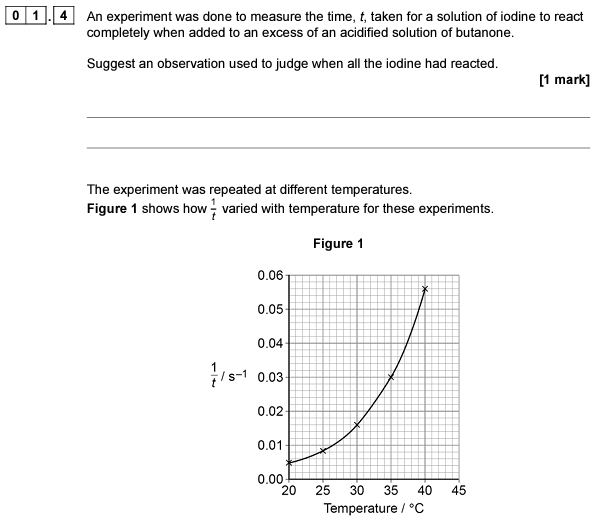 0 1 . 4 An experiment was done to measure the time, t, taken for a solution of iodine to react
completely when added to an excess of an acidified solution of butanone.
Suggest an observation used to judge when all the iodine had reacted.
[1 mark]
The experiment was repeated at different temperatures.
Figure 1 shows how 1/t varied with temperature for these experiments.
Figure 1
0.06
0.05
0.04
1/t / s⁻¹ 0.03
0.02
0.01
0.00
20 25 30 35 40 45
Temperature / °C